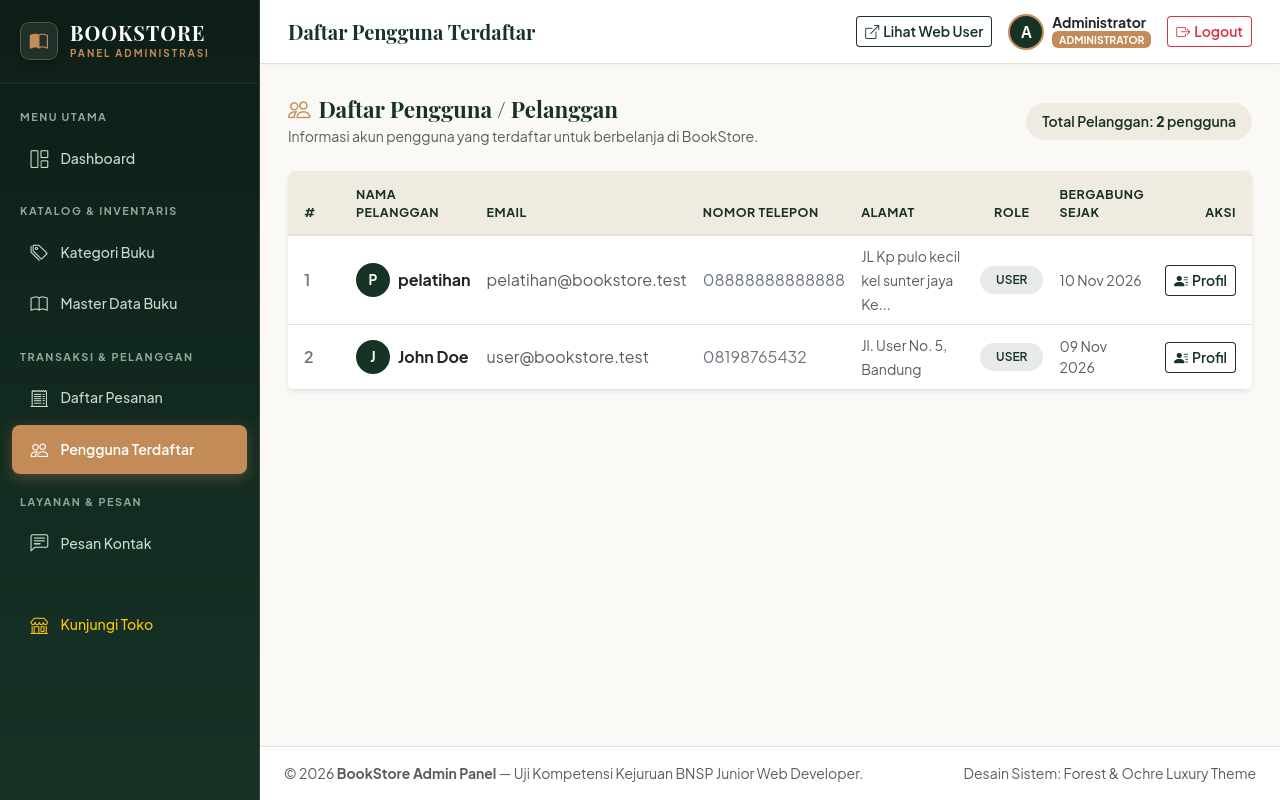 BOOKSTORE
PANEL ADMINISTRASI
MENU UTAMA
Dashboard
KATALOG & INVENTARIS
Kategori Buku
Master Data Buku
TRANSAKSI & PELANGGAN
Daftar Pesanan
Pengguna Terdaftar
LAYANAN & PESAN
Pesan Kontak
Kunjungi Toko
Daftar Pengguna Terdaftar
Lihat Web User
A
Administrator
ADMINISTRATOR
Logout
Daftar Pengguna / Pelanggan
Informasi akun pengguna yang terdaftar untuk berbelanja di BookStore.
Total Pelanggan: 2 pengguna
# NAMA PELANGGAN EMAIL NOMOR TELEPON ALAMAT ROLE BERGABUNG SEJAK AKSI
1 P pelatihan pelatihan@bookstore.test 08888888888888 JL Kp pulo kecil kel sunter jaya Ke... USER 10 Nov 2026 Profil
2 J John Doe user@bookstore.test 08198765432 Jl. User No. 5, Bandung USER 09 Nov 2026 Profil
© 2026 BookStore Admin Panel — Uji Kompetensi Kejuruan BNSP Junior Web Developer.
Desain Sistem: Forest & Ochre Luxury Theme